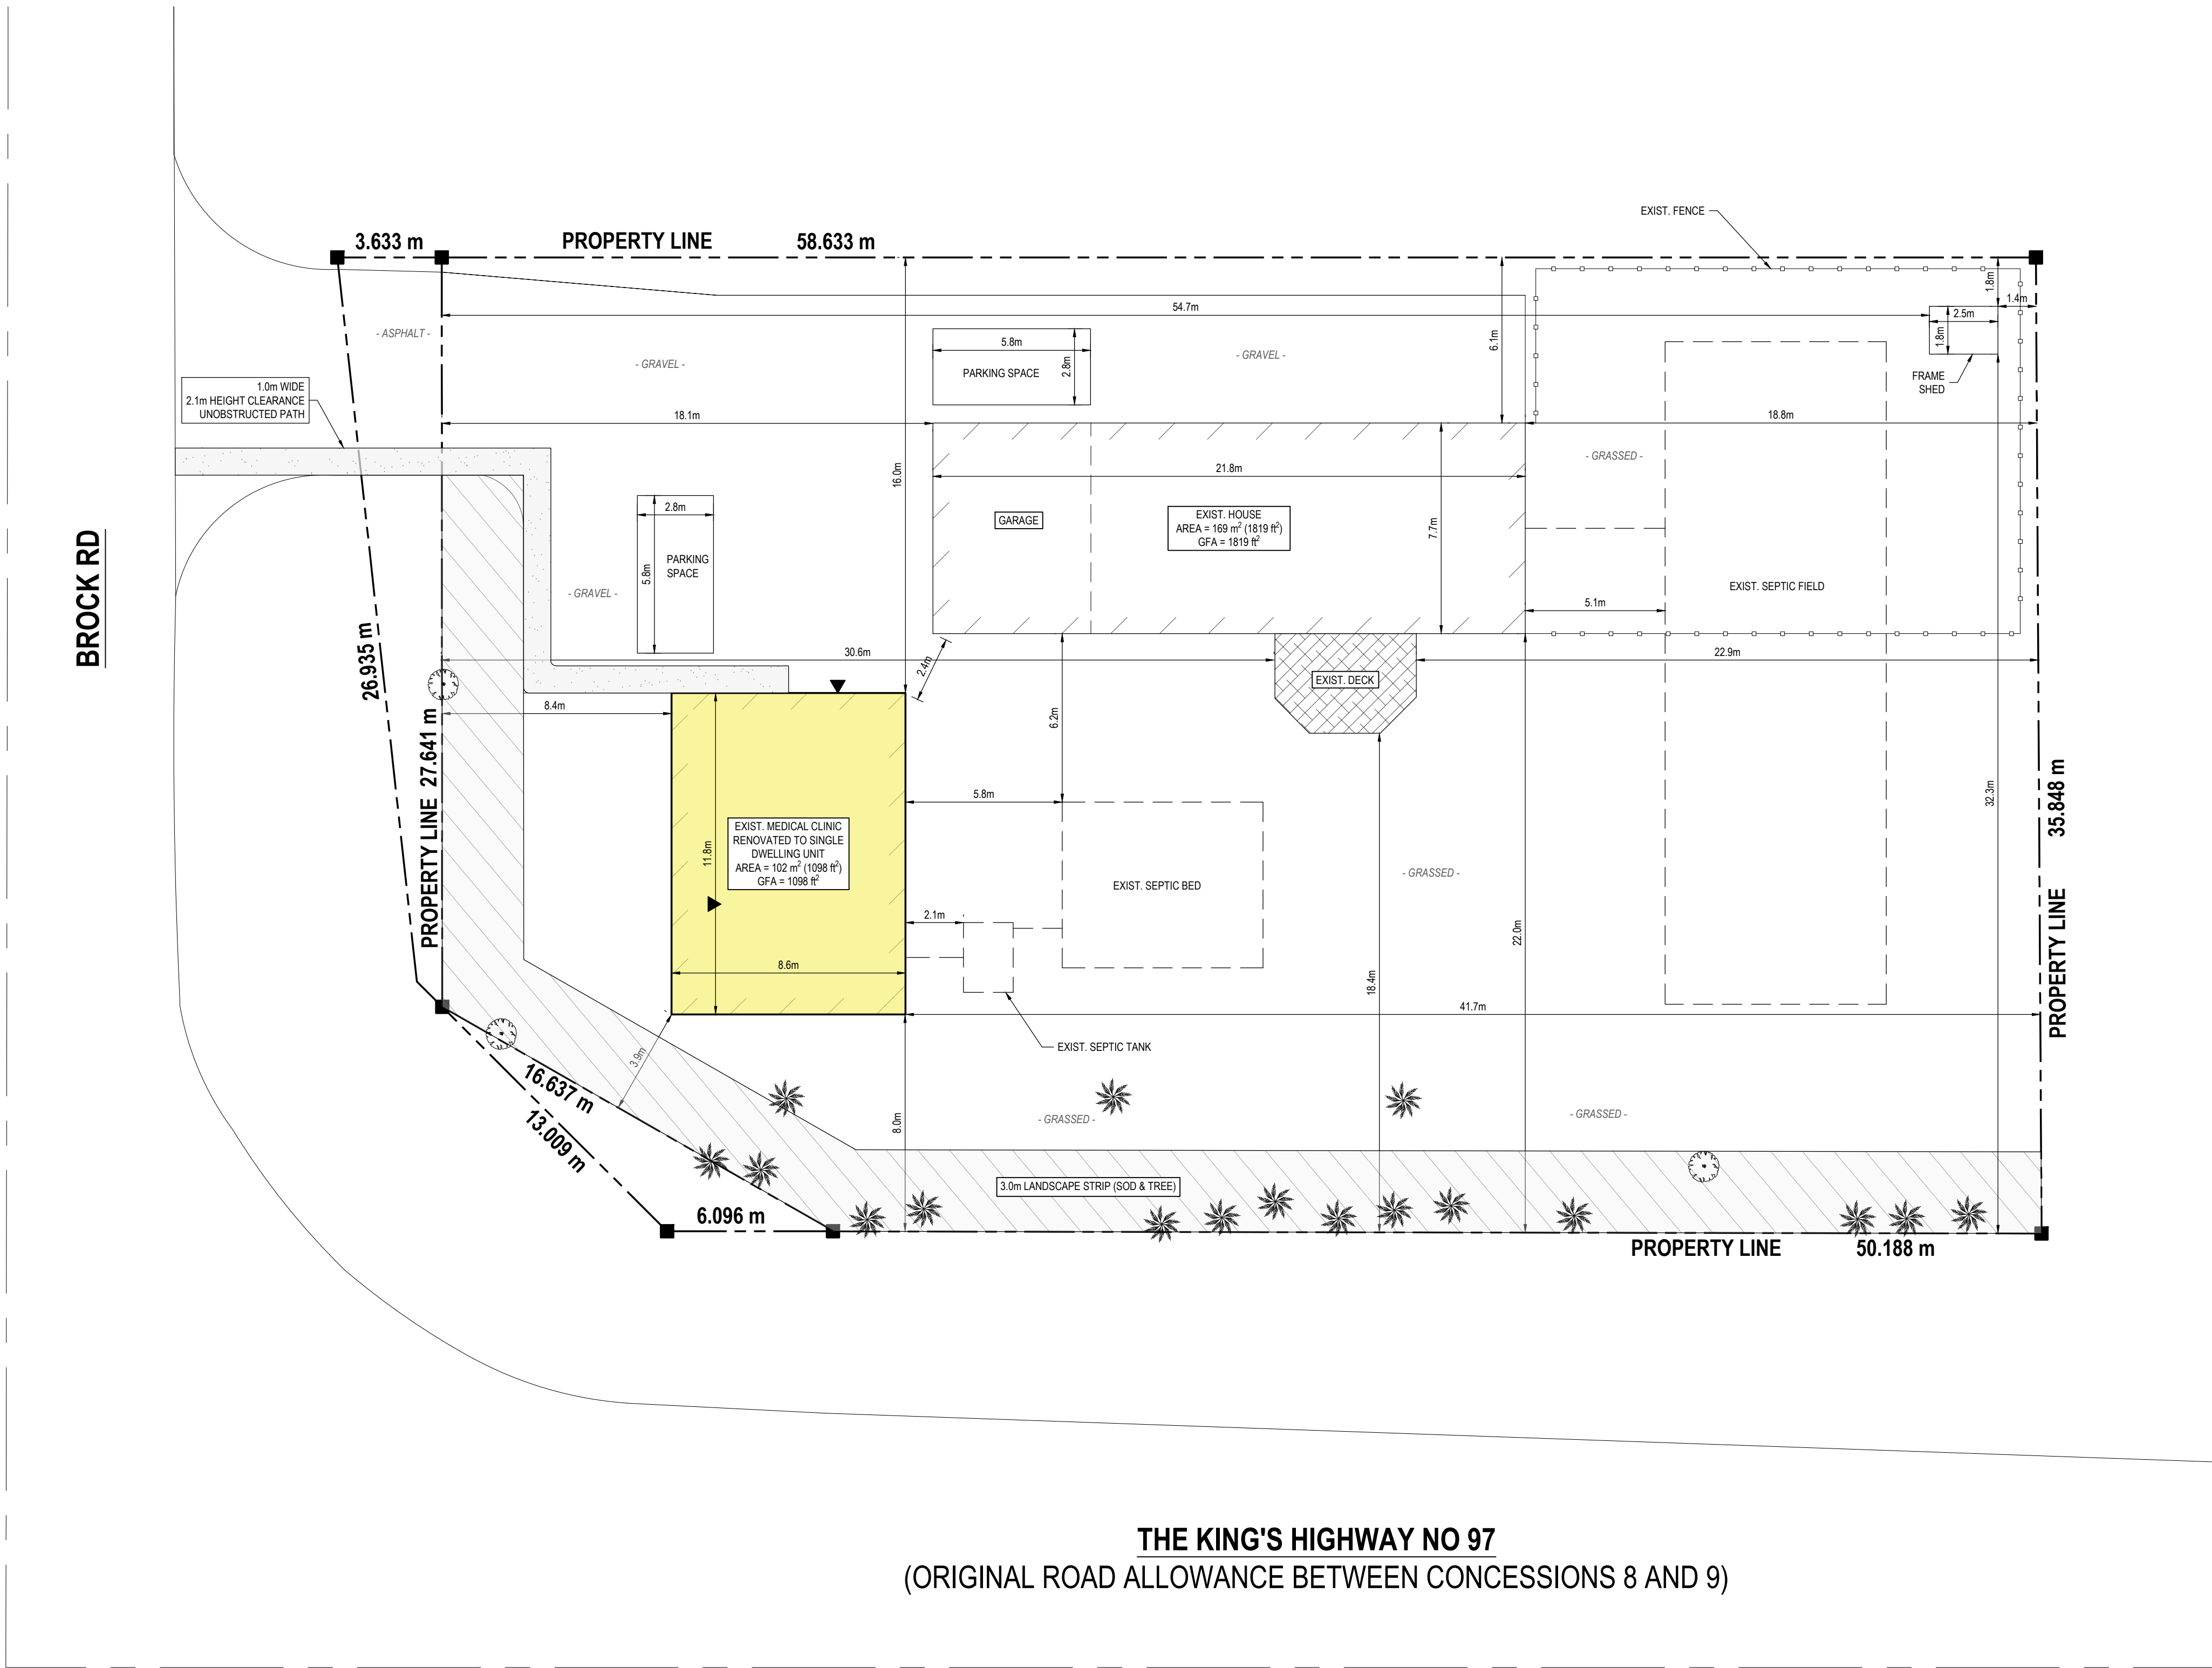 EXIST. FENCE
3.633 m
PROPERTY LINE 58.633 m
1.8m
1.4m
54.7m
2.5m
1.8m
- ASPHALT -
5.8m
2.8m
6.1m
- GRAVEL -
- GRAVEL -
PARKING SPACE
FRAME
SHED
1.0m WIDE
2.1m HEIGHT CLEARANCE
UNOBSTRUCTED PATH
18.1m
18.8m
- GRASSED -
16.0m
21.8m
7.7m
2.8m
GARAGE
EXIST. HOUSE
AREA = 169 m² (1819 ft²)
GFA = 1819 ft²
PARKING
SPACE
5.8m
- GRAVEL -
EXIST. SEPTIC FIELD
5.1m
BROCK RD
26.935 m
30.6m
2.4m
22.9m
EXIST. DECK
8.4m
6.2m
PROPERTY LINE 27.641 m
5.8m
32.3m
35.848 m
PROPERTY LINE
EXIST. MEDICAL CLINIC
RENOVATED TO SINGLE
DWELLING UNIT
AREA = 102 m² (1098 ft²)
GFA = 1098 ft²
11.8m
- GRASSED -
EXIST. SEPTIC BED
2.1m
22.0m
8.6m
18.4m
41.7m
EXIST. SEPTIC TANK
3.9m
16.637 m
13.009 m
8.0m
- GRASSED -
- GRASSED -
3.0m LANDSCAPE STRIP (SOD & TREE)
6.096 m
PROPERTY LINE 50.188 m
THE KING'S HIGHWAY NO 97
(ORIGINAL ROAD ALLOWANCE BETWEEN CONCESSIONS 8 AND 9)